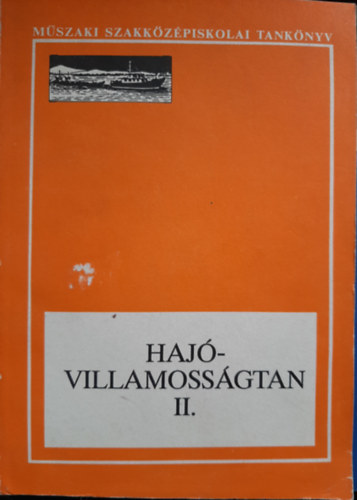 MŰSZAKI SZAKKÖZÉPISKOLAI TANKÖNYV
HAJÓ-
VILLAMOSSÁGTAN
II.